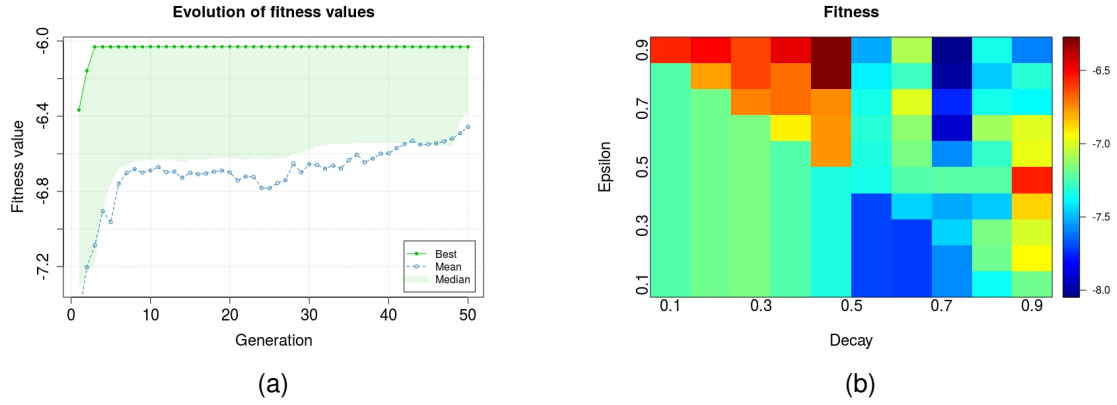 Evolution of fitness values
-6.0
-6.4
-6.8
-7.2
Fitness value
0 10 20 30 40 50
Generation
Best
Mean
Median
(a)
Fitness
0.9
0.7
0.5
0.3
0.1
Epsilon
0.1 0.3 0.5 0.7 0.9
Decay
-6.5
-7.0
-7.5
-8.0
(b)